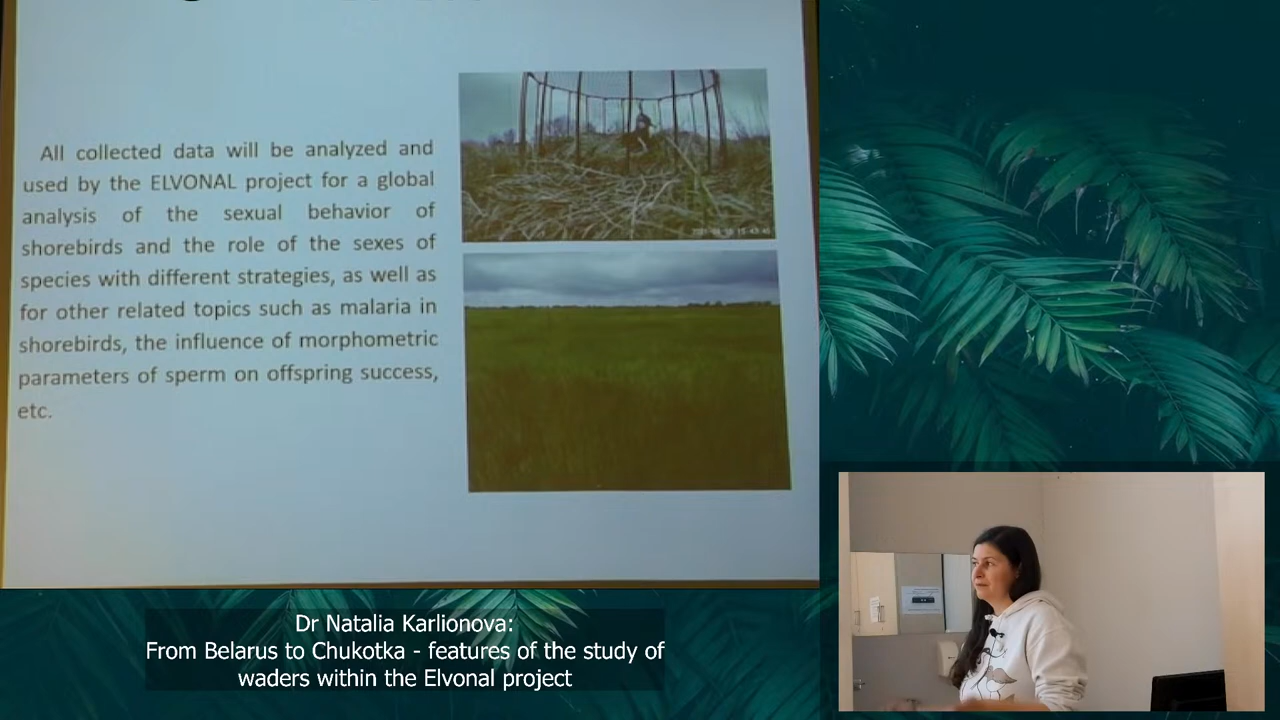 All collected data will be analyzed and
used by the ELVONAL project for a global
analysis of the sexual behavior of
shorebirds and the role of the sexes of
species with different strategies, as well as
for other related topics such as malaria in
shorebirds, the influence of morphometric
parameters of sperm on offspring success,
etc.
Dr Natalia Karlionova:
From Belarus to Chukotka - features of the study of
waders within the Elvonal project